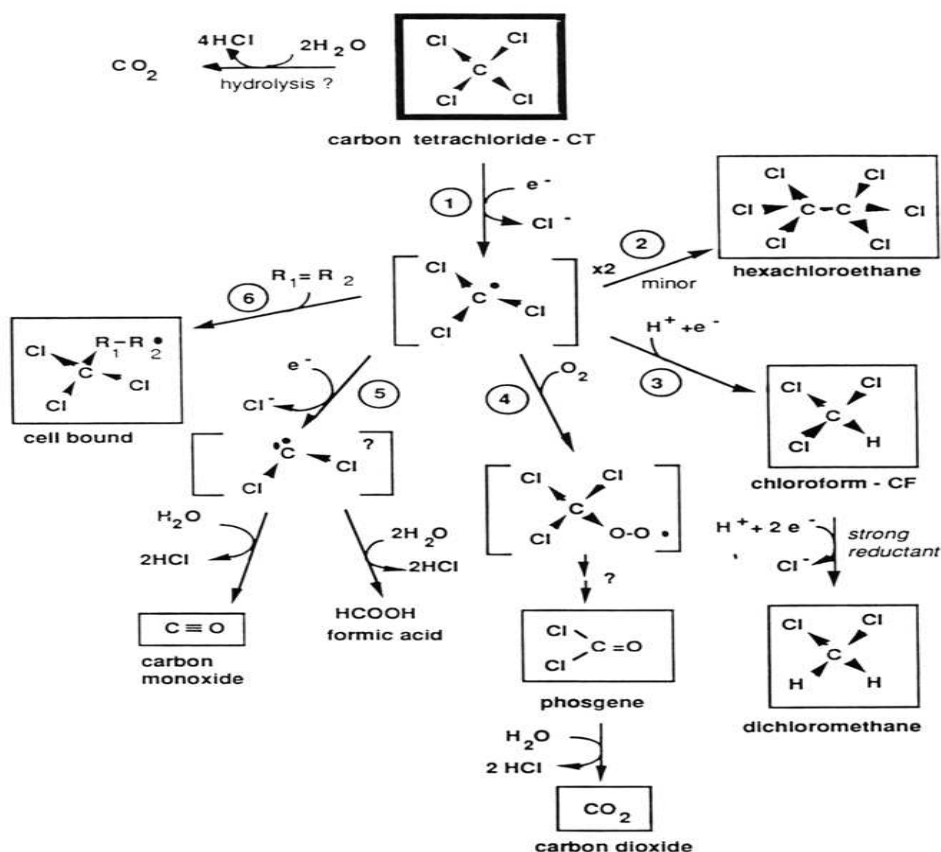 4HCl 2H2O
CO2
hydrolysis ?
Cl Cl
C
Cl Cl
carbon tetrachloride - CT
1
e-
Cl-
Cl
C
Cl
Cl
x2
2
minor
Cl Cl
Cl C-C Cl
Cl Cl
hexachloroethane
6
R1=R2
R1-R2
Cl
C
Cl
Cl
cell bound
e-
Cl-
5
C
Cl
Cl
?
H2O
2HCl
C≡O
carbon
monoxide
2H2O
2HCl
HCOOH
formic acid
4
O2
Cl Cl
C
Cl O-O
?
Cl
C=O
Cl
phosgene
H2O
2 HCl
CO2
carbon dioxide
H+ +e-
3
Cl Cl
C
Cl H
chloroform - CF
H+ + 2 e-
Cl-
strong
reductant
Cl Cl
C
H H
dichloromethane